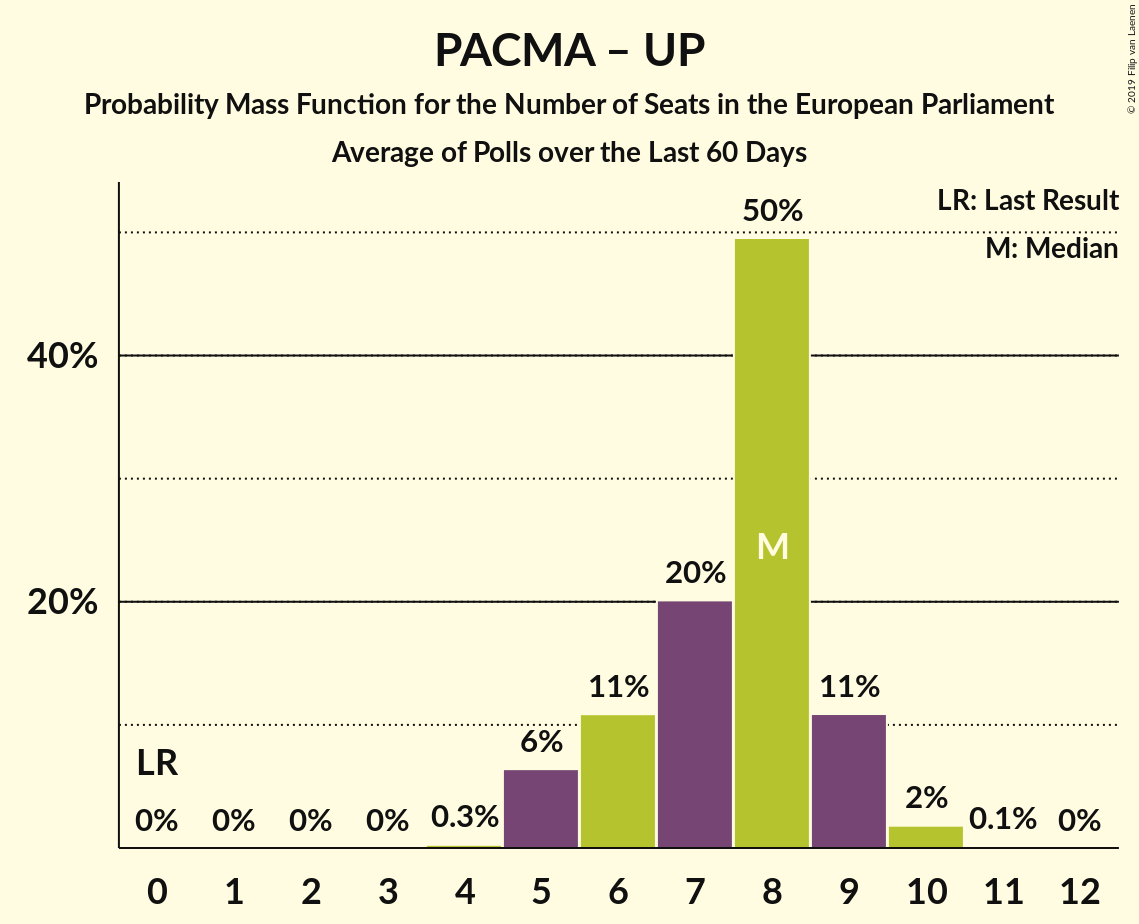 PACMA – UP
Probability Mass Function for the Number of Seats in the European Parliament
Average of Polls over the Last 60 Days
© 2019 Filip van Laenen
LR: Last Result
M: Median
40%
20%
LR
M
0%
0%
0%
0%
0.3%
6%
11%
20%
50%
11%
2%
0.1%
0%
0 1 2 3 4 5 6 7 8 9 10 11 12